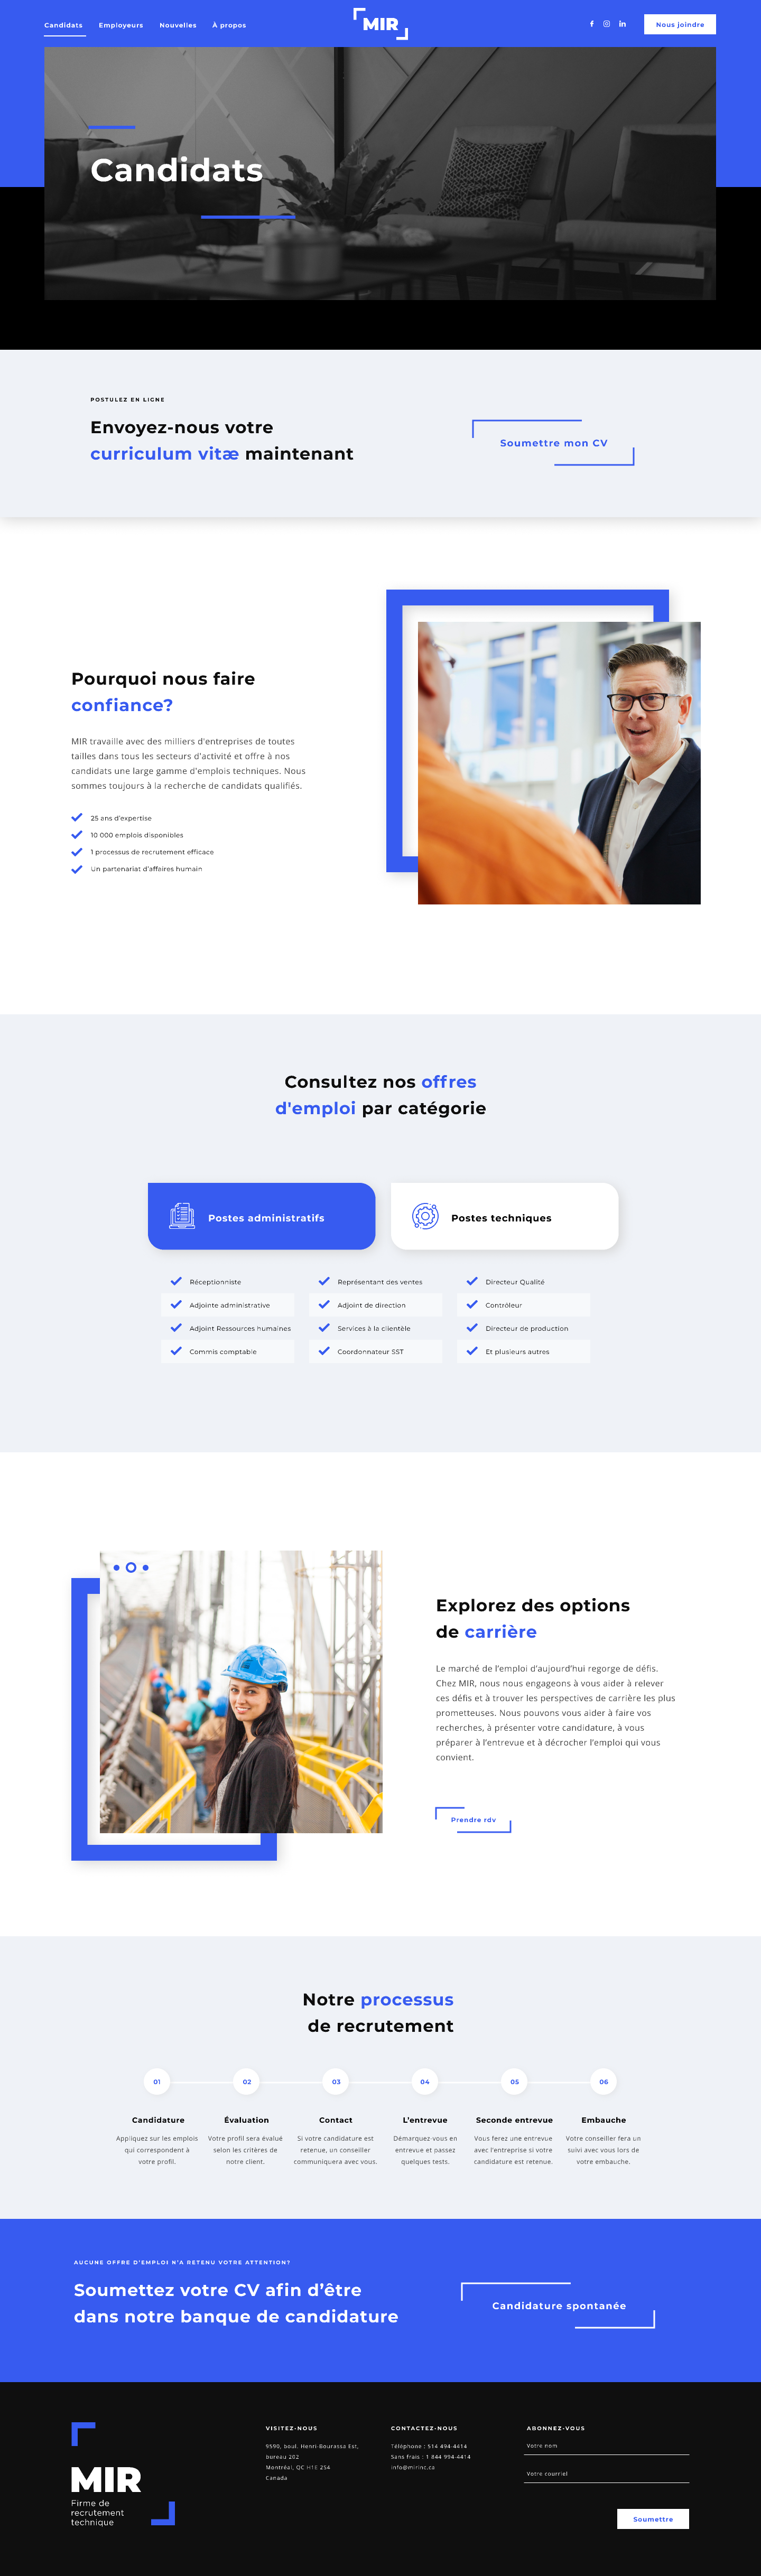 Candidats
Employeurs
Nouvelles
À propos
MIR
Nous joindre
Candidats
POSTULEZ EN LIGNE
Envoyez-nous votre
curriculum vitæ maintenant
Soumettre mon CV
Pourquoi nous faire
confiance?
MIR travaille avec des milliers d'entreprises de toutes
tailles dans tous les secteurs d'activité et offre à nos
candidats une large gamme d'emplois techniques. Nous
sommes toujours à la recherche de candidats qualifiés.
25 ans d'expertise
10 000 emplois disponibles
1 processus de recrutement efficace
Un partenariat d'affaires humain
Consultez nos offres
d'emploi par catégorie
Postes administratifs
Postes techniques
Réceptionniste
Représentant des ventes
Directeur Qualité
Adjointe administrative
Adjoint de direction
Contrôleur
Adjoint Ressources humaines
Services à la clientèle
Directeur de production
Commis comptable
Coordonnateur SST
Et plusieurs autres
Explorez des options
de carrière
Le marché de l'emploi d'aujourd'hui regorge de défis.
Chez MIR, nous nous engageons à vous aider à relever
ces défis et à trouver les perspectives de carrière les plus
prometteuses. Nous pouvons vous aider à faire vos
recherches, à présenter votre candidature, à vous
préparer à l'entrevue et à décrocher l'emploi qui vous
convient.
Prendre rdv
Notre processus
de recrutement
01
02
03
04
05
06
Candidature
Appliquez sur les emplois
qui correspondent à
votre profil.
Évaluation
Votre profil sera évalué
selon les critères de
notre client.
Contact
Si votre candidature est
retenue, un conseiller
communiquera avec vous.
L'entrevue
Démarquez-vous en
entrevue et passez
quelques tests.
Seconde entrevue
Vous ferez une entrevue
avec l'entreprise si votre
candidature est retenue.
Embauche
Votre conseiller fera un
suivi avec vous lors de
votre embauche.
AUCUNE OFFRE D'EMPLOI N'A RETENU VOTRE ATTENTION?
Soumettez votre CV afin d'être
dans notre banque de candidature
Candidature spontanée
MIR
Firme de
recrutement
technique
VISITEZ-NOUS
9590, boul. Henri-Bourassa Est,
bureau 202
Montréal, QC H1E 2S4
Canada
CONTACTEZ-NOUS
Téléphone : 514 494-4414
Sans frais : 1 844 994-4414
info@mirinc.ca
ABONNEZ-VOUS
Votre nom
Votre courriel
Soumettre